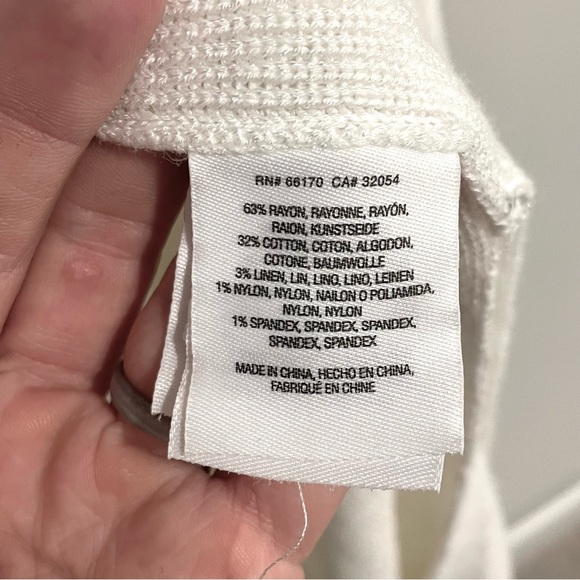 RN# 66170 CA# 32054
63% RAYON, RAYONNE, RAYÓN,
RAION, KUNSTSEIDE
32% COTTON, COTON, ALGODON,
COTONE, BAUMWOLLE
3% LINEN, LIN, LINO, LINO, LEINEN
1% NYLON, NYLON, NAILON O POLIAMIDA,
NYLON, NYLON
1% SPANDEX, SPANDEX, SPANDEX,
SPANDEX, SPANDEX
MADE IN CHINA, HECHO EN CHINA,
FABRIQUÉ EN CHINE